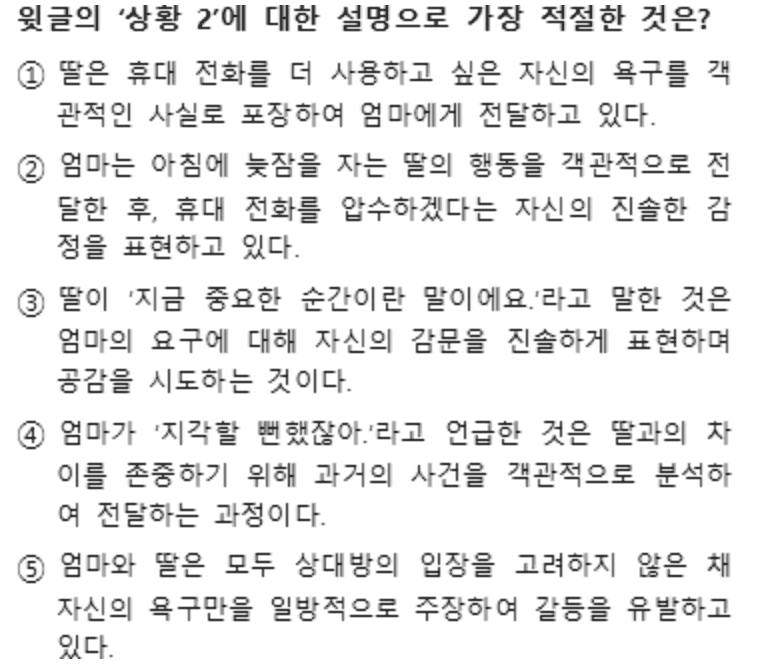 윗글의 ‘상황 2’에 대한 설명으로 가장 적절한 것은?
① 딸은 휴대 전화를 더 사용하고 싶은 자신의 욕구를 객
관적인 사실로 포장하여 엄마에게 전달하고 있다.
② 엄마는 아침에 늦잠을 자는 딸의 행동을 객관적으로 전
달한 후, 휴대 전화를 압수하겠다는 자신의 진솔한 감
정을 표현하고 있다.
③ 딸이 '지금 중요한 순간이란 말이에요.'라고 말한 것은
엄마의 요구에 대해 자신의 감문을 진솔하게 표현하며
공감을 시도하는 것이다.
④ 엄마가 '지각할 뻔했잖아.'라고 언급한 것은 딸과의 차
이를 존중하기 위해 과거의 사건을 객관적으로 분석하
여 전달하는 과정이다.
⑤ 엄마와 딸은 모두 상대방의 입장을 고려하지 않은 채
자신의 욕구만을 일방적으로 주장하여 갈등을 유발하고
있다.